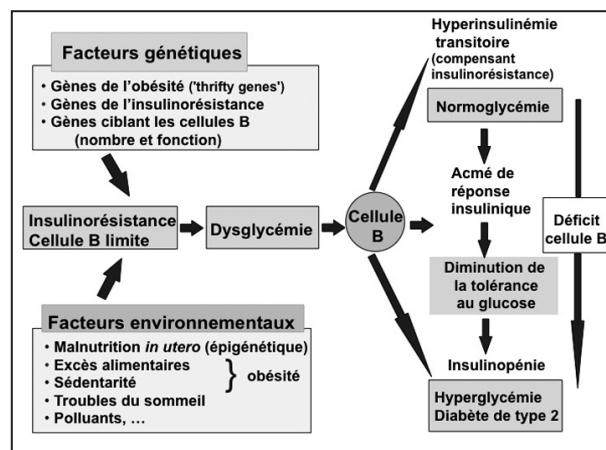 Facteurs génétiques
• Gènes de l'obésité ('thrifty genes')
• Gènes de l'insulinorésistance
• Gènes ciblant les cellules B
(nombre et fonction)
Insulinorésistance
Cellule B limite
Dysglycémie
Cellule
B
Facteurs environnementaux
• Malnutrition in utero (épigénétique)
• Excès alimentaires
• Sédentarité
• Troubles du sommeil
} obésité
• Polluants, …
Hyperinsulinémie
transitoire
(compensant
insulinorésistance)
Normoglycémie
Acmé de
réponse
insulinique
Diminution de
la tolérance
au glucose
Insulinopénie
Hyperglycémie
Diabète de type 2
Déficit
cellule B